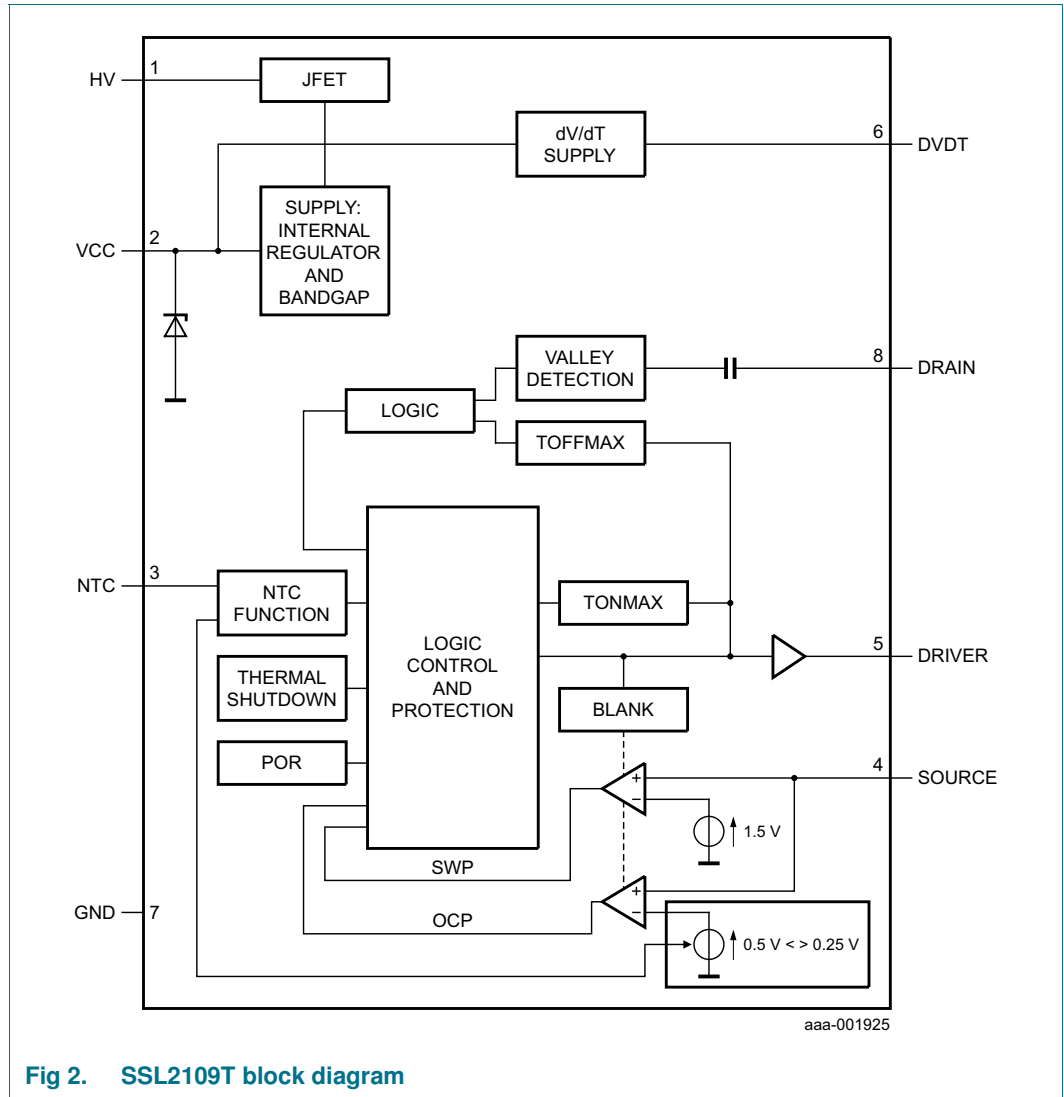 HV
1
JFET
dV/dT
SUPPLY
6
DVDT
SUPPLY:
INTERNAL
REGULATOR
AND
BANDGAP
VCC
2
VALLEY
DETECTION
8
DRAIN
LOGIC
TOFFMAX
NTC
3
NTC
FUNCTION
TONMAX
LOGIC
CONTROL
AND
PROTECTION
5
DRIVER
THERMAL
SHUTDOWN
BLANK
POR
4
SOURCE
+
−
1.5 V
SWP
+
−
GND
7
OCP
0.5 V < > 0.25 V
aaa-001925
Fig 2. SSL2109T block diagram